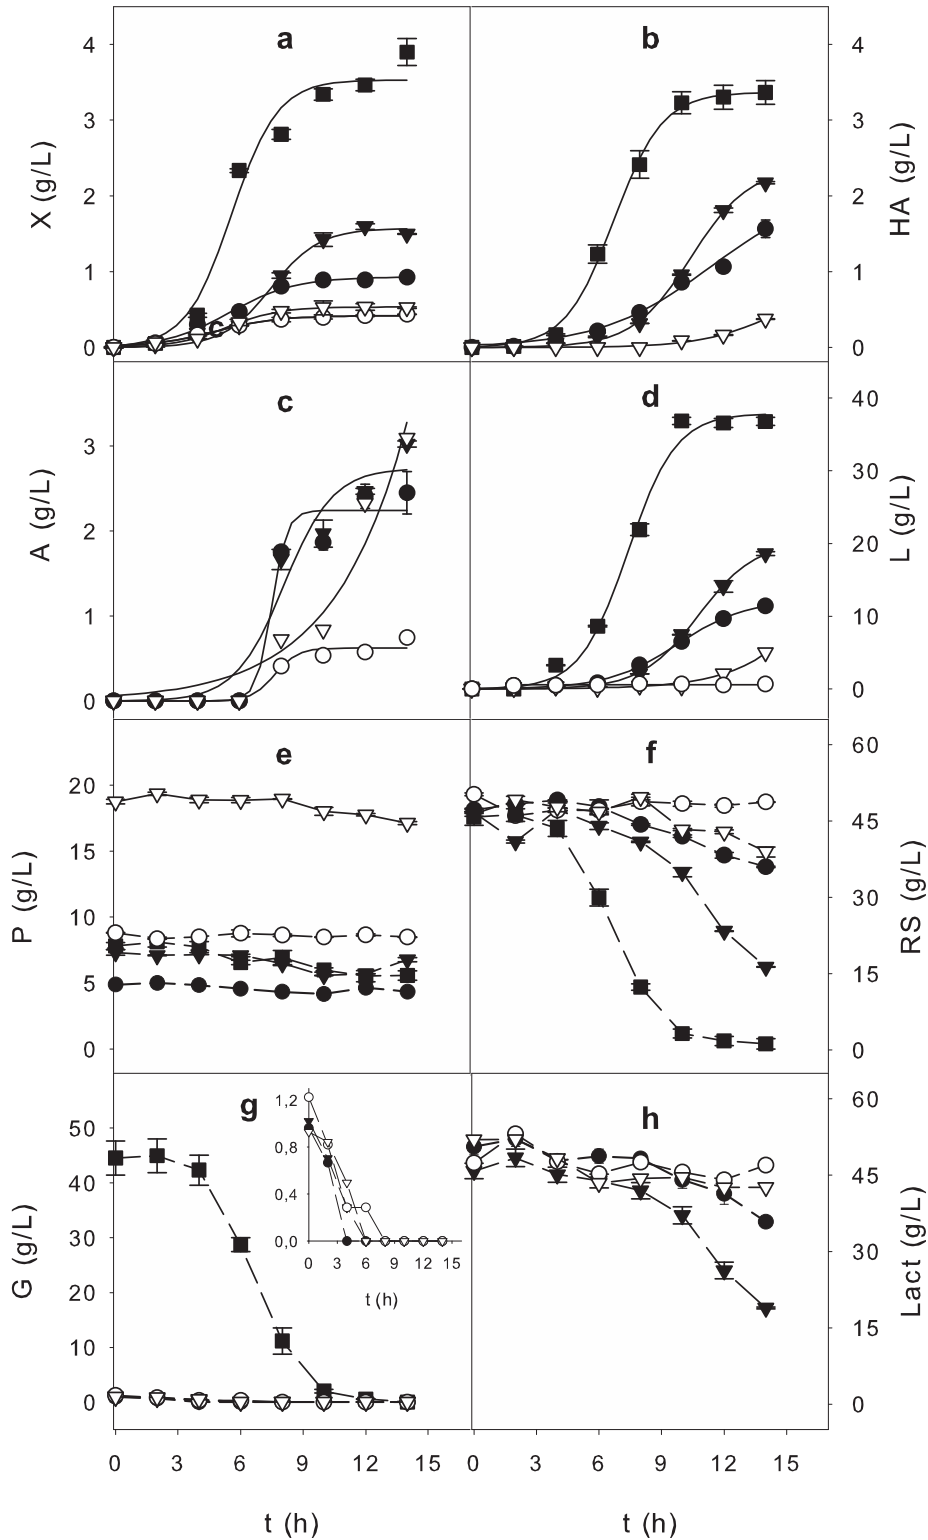 a b
4 4
3 3
2 2
1 1
0 0
X (g/L) HA (g/L)
c
c d
3 40
2 30
1 20
0 10
0
A (g/L) L (g/L)
e f
20 60
15 45
10 30
5 15
0 0
P (g/L) RS (g/L)
g h
50 60
40 45
30 30
20 15
10 0
0
G (g/L) Lact (g/L)
1,2
0,8
0,4
0,0
0 3 6 9 12 15
t (h)
0 3 6 9 12 15 0 3 6 9 12 15
t (h) t (h)